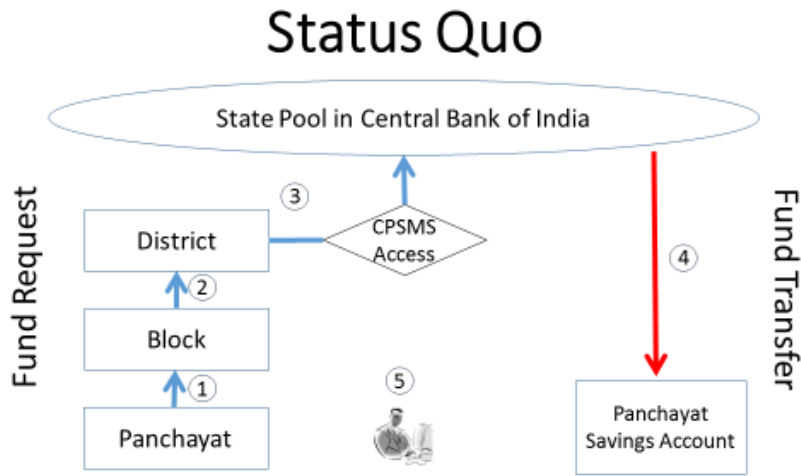 Status Quo
State Pool in Central Bank of India
Fund Request
Fund Transfer
3
District
CPSMS
Access
4
2
Block
5
1
Panchayat
Panchayat
Savings Account